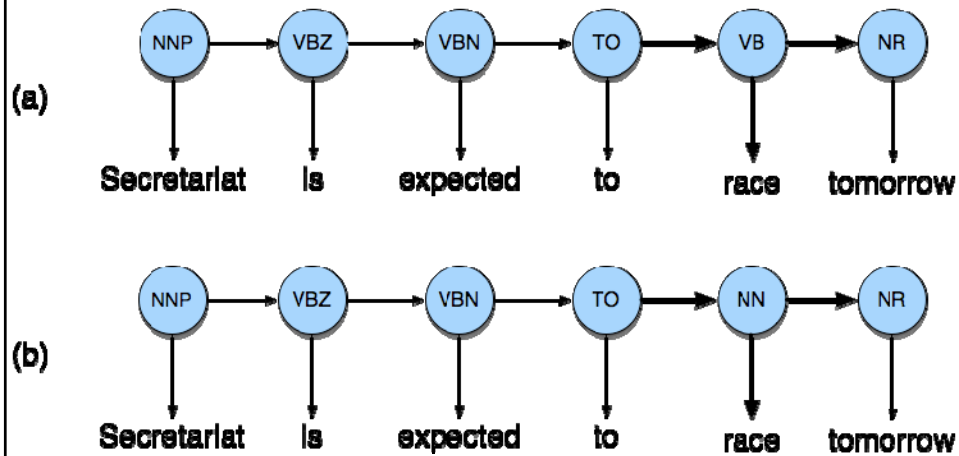 NNP VBZ VBN TO VB NR
(a)
Secretariat is expected to race tomorrow
NNP VBZ VBN TO NN NR
(b)
Secretariat is expected to race tomorrow